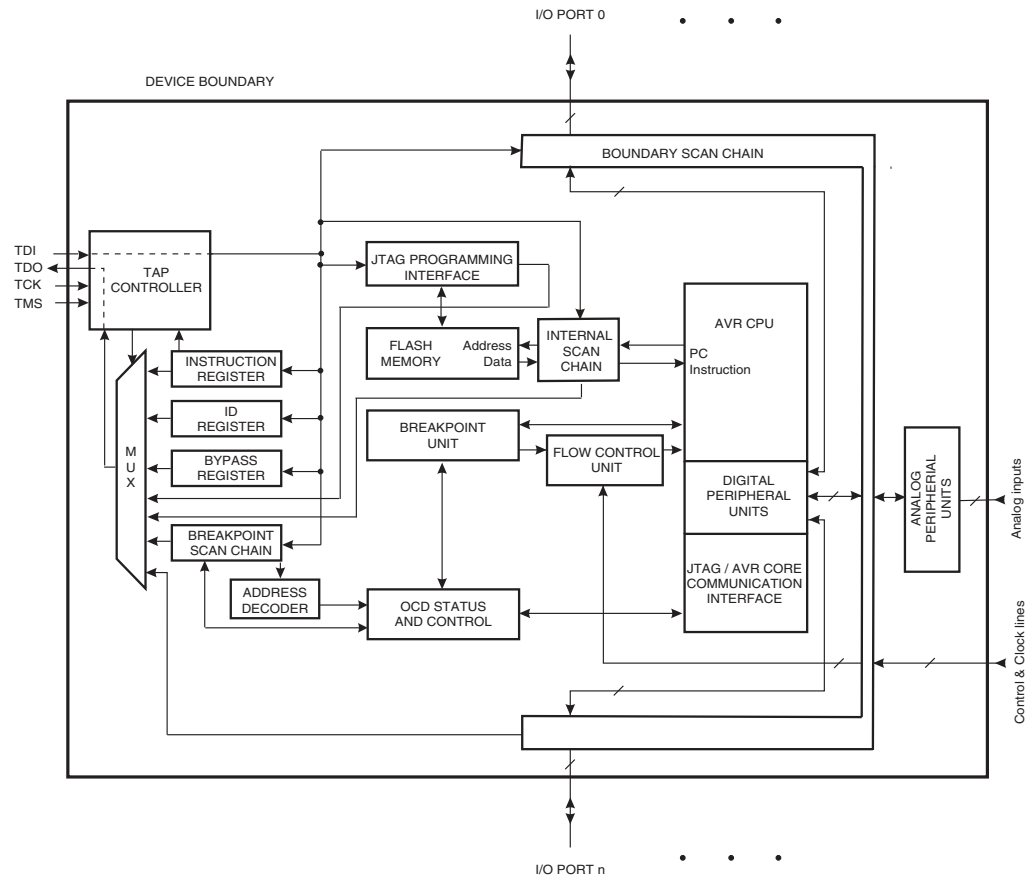 I/O PORT 0
DEVICE BOUNDARY
BOUNDARY SCAN CHAIN
TDI
TDO
TCK
TMS
TAP
CONTROLLER
JTAG PROGRAMMING
INTERFACE
AVR CPU
FLASH
MEMORY
Address
Data
INTERNAL
SCAN
CHAIN
PC
Instruction
INSTRUCTION
REGISTER
ID
REGISTER
BYPASS
REGISTER
MUX
BREAKPOINT
UNIT
FLOW CONTROL
UNIT
DIGITAL
PERIPHERAL
UNITS
ANALOG
PERIPHERIAL
UNITS
Analog inputs
BREAKPOINT
SCAN CHAIN
ADDRESS
DECODER
OCD STATUS
AND CONTROL
JTAG / AVR CORE
COMMUNICATION
INTERFACE
Control & Clock lines
I/O PORT n